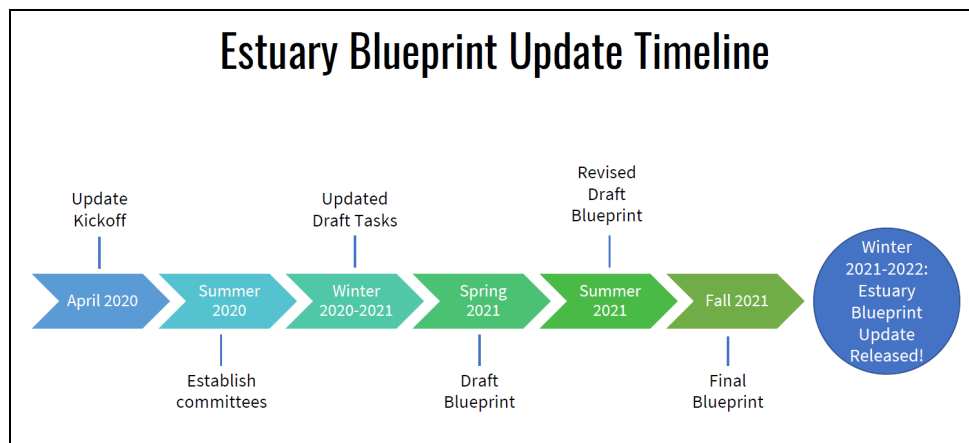 Estuary Blueprint Update Timeline
Update
Kickoff
Updated
Draft Tasks
Revised
Draft
Blueprint
April 2020
Summer
2020
Winter
2020-2021
Spring
2021
Summer
2021
Fall 2021
Winter
2021-2022:
Estuary
Blueprint
Update
Released!
Establish
committees
Draft
Blueprint
Final
Blueprint